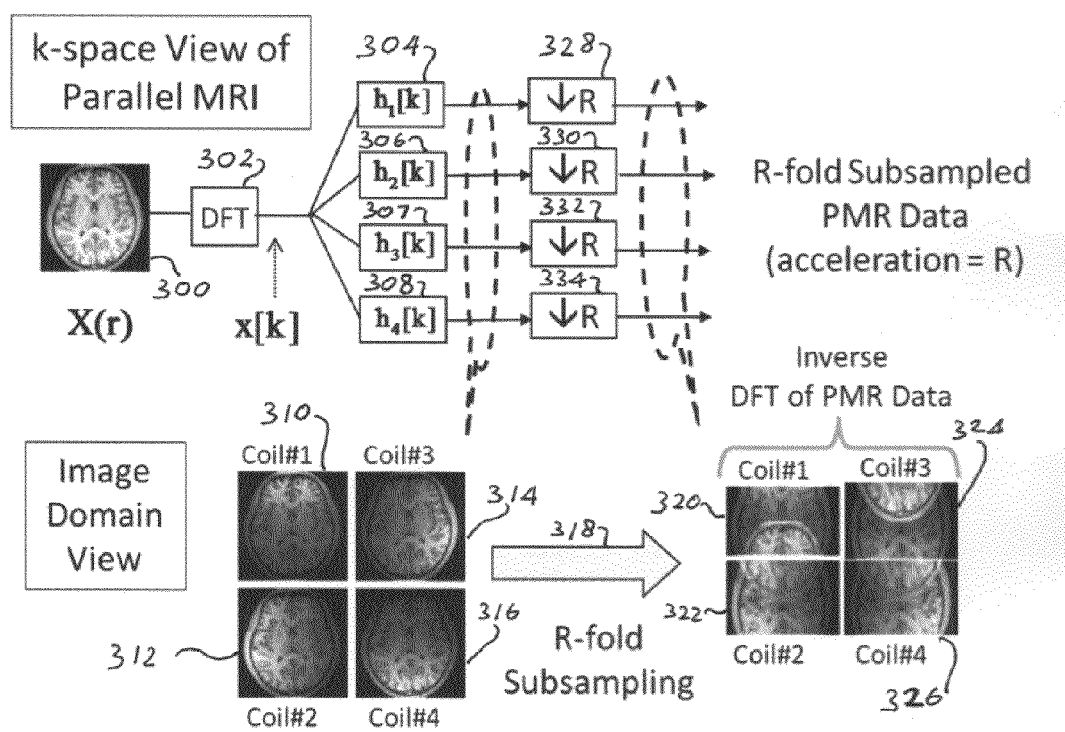 k-space View of
Parallel MRI
304
328
h₁[k]
↓R
306
330
h₂[k]
↓R
302
DFT
307
332
h₃[k]
↓R
308
334
h₄[k]
↓R
300
X(r)
x[k]
R-fold Subsampled
PMR Data
(acceleration = R)
Inverse
DFT of PMR Data
Image
Domain
View
310
Coil#1
Coil#3
314
312
316
Coil#2
Coil#4
318
R-fold
Subsampling
324
Coil#1
Coil#3
320
322
Coil#2
Coil#4
326